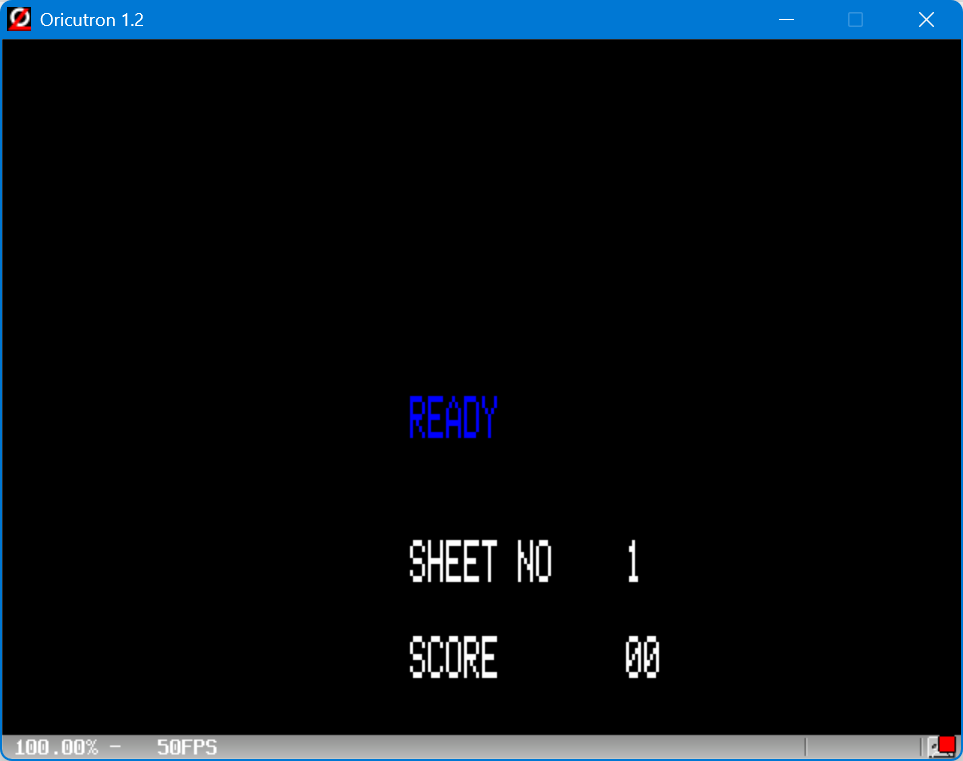 Oricutron 1.2
READY
SHEET NO 1
SCORE 00
100.00% - 50FPS